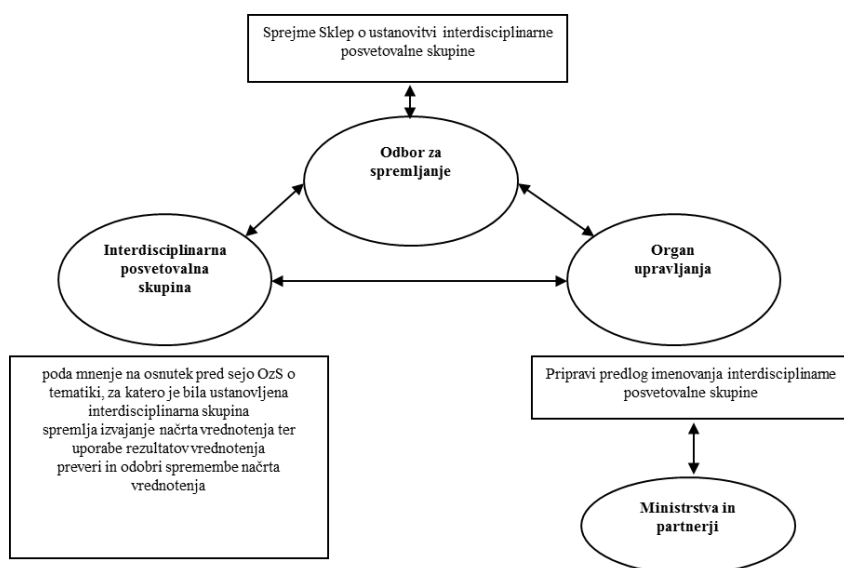 Sprejme Sklep o ustanovitvi interdisciplinarne
posvetovalne skupine
Odbor za
spremljanje
Interdisciplinarna
posvetovalna
skupina
Organ
upravljanja
poda mnenje na osnutek pred sejo OzS o
tematiki, za katero je bila ustanovljena
interdisciplinarna skupina
spremlja izvajanje načrta vrednotenja ter
uporabe rezultatov vrednotenja
preveri in odobri spremembe načrta
vrednotenja
Pripravi predlog imenovanja interdisciplinarne
posvetovalne skupine
Ministrstva in
partnerji